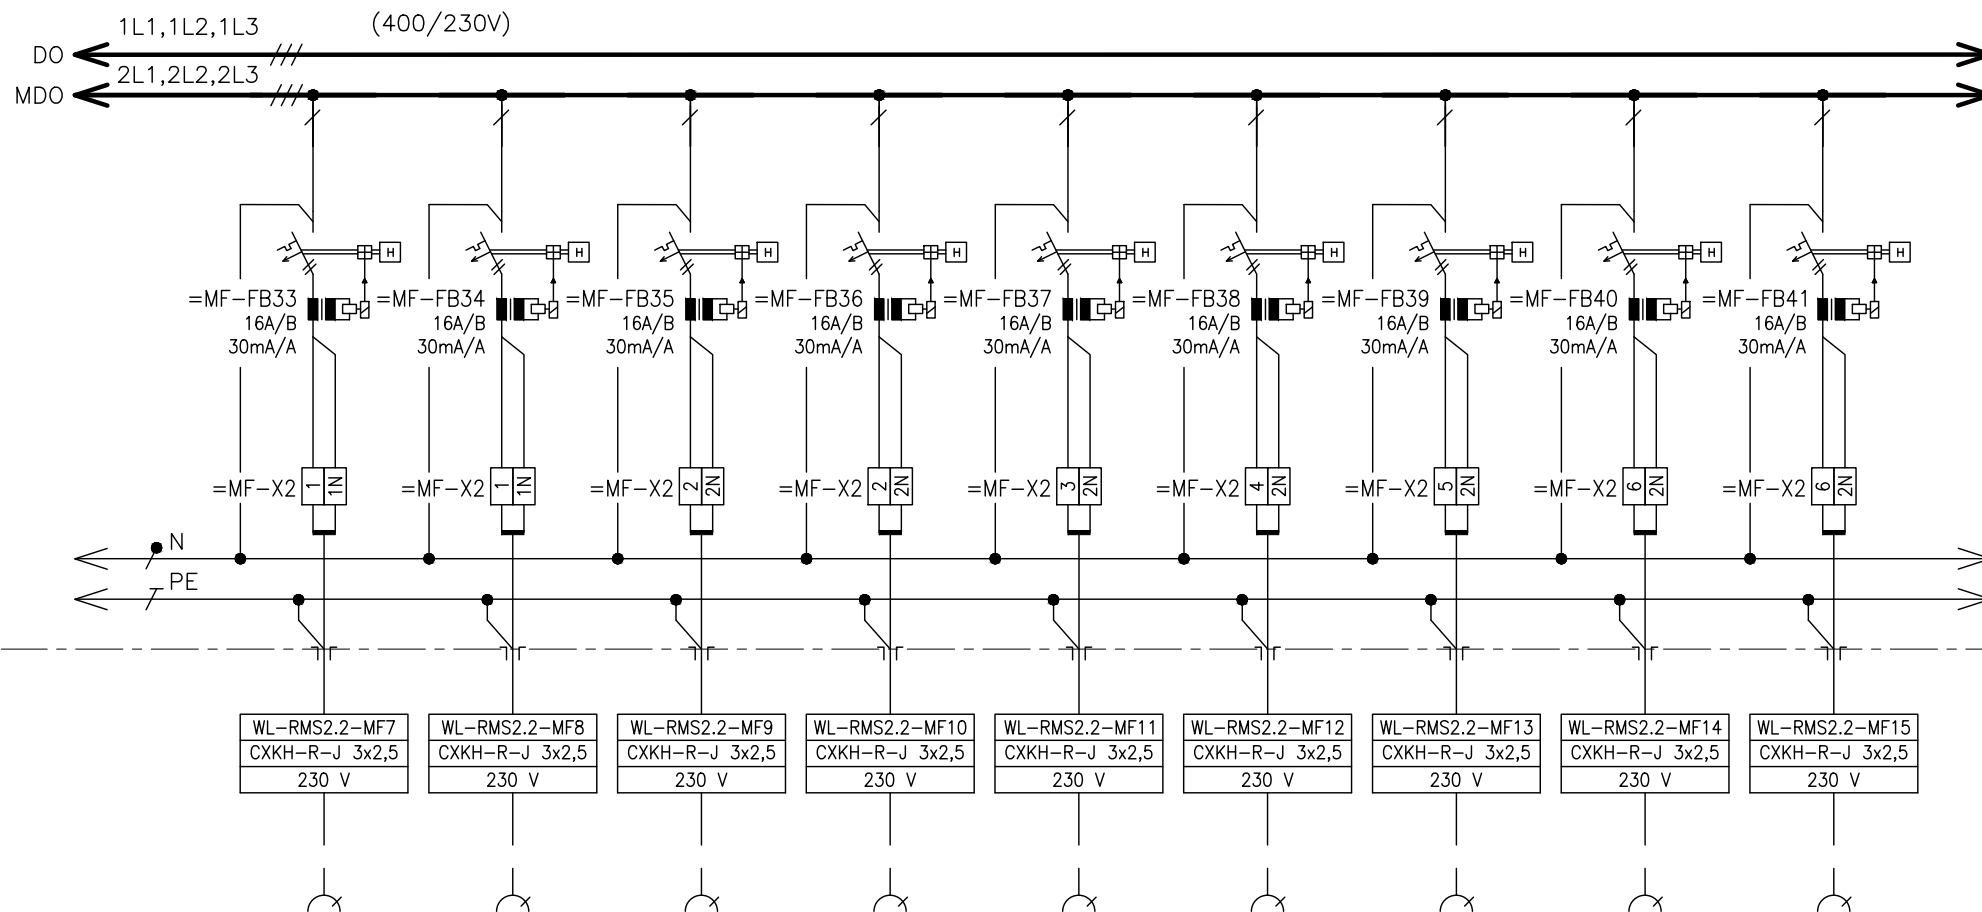 1L1,1L2,1L3 (400/230V)
DO
2L1,2L2,2L3
MDO
H H H H H H H H H
=MF-FB33 =MF-FB34 =MF-FB35 =MF-FB36 =MF-FB37 =MF-FB38 =MF-FB39 =MF-FB40 =MF-FB41
16A/B 16A/B 16A/B 16A/B 16A/B 16A/B 16A/B 16A/B 16A/B
30mA/A 30mA/A 30mA/A 30mA/A 30mA/A 30mA/A 30mA/A 30mA/A 30mA/A
=MF-X2 1 1N =MF-X2 1 1N =MF-X2 2 2N =MF-X2 2 2N =MF-X2 3 2N =MF-X2 4 2N =MF-X2 5 2N =MF-X2 6 2N =MF-X2 6 2N
N
PE
WL-RMS2.2-MF7 WL-RMS2.2-MF8 WL-RMS2.2-MF9 WL-RMS2.2-MF10 WL-RMS2.2-MF11 WL-RMS2.2-MF12 WL-RMS2.2-MF13 WL-RMS2.2-MF14 WL-RMS2.2-MF15
CXKH-R-J 3x2,5 CXKH-R-J 3x2,5 CXKH-R-J 3x2,5 CXKH-R-J 3x2,5 CXKH-R-J 3x2,5 CXKH-R-J 3x2,5 CXKH-R-J 3x2,5 CXKH-R-J 3x2,5 CXKH-R-J 3x2,5
230 V 230 V 230 V 230 V 230 V 230 V 230 V 230 V 230 V